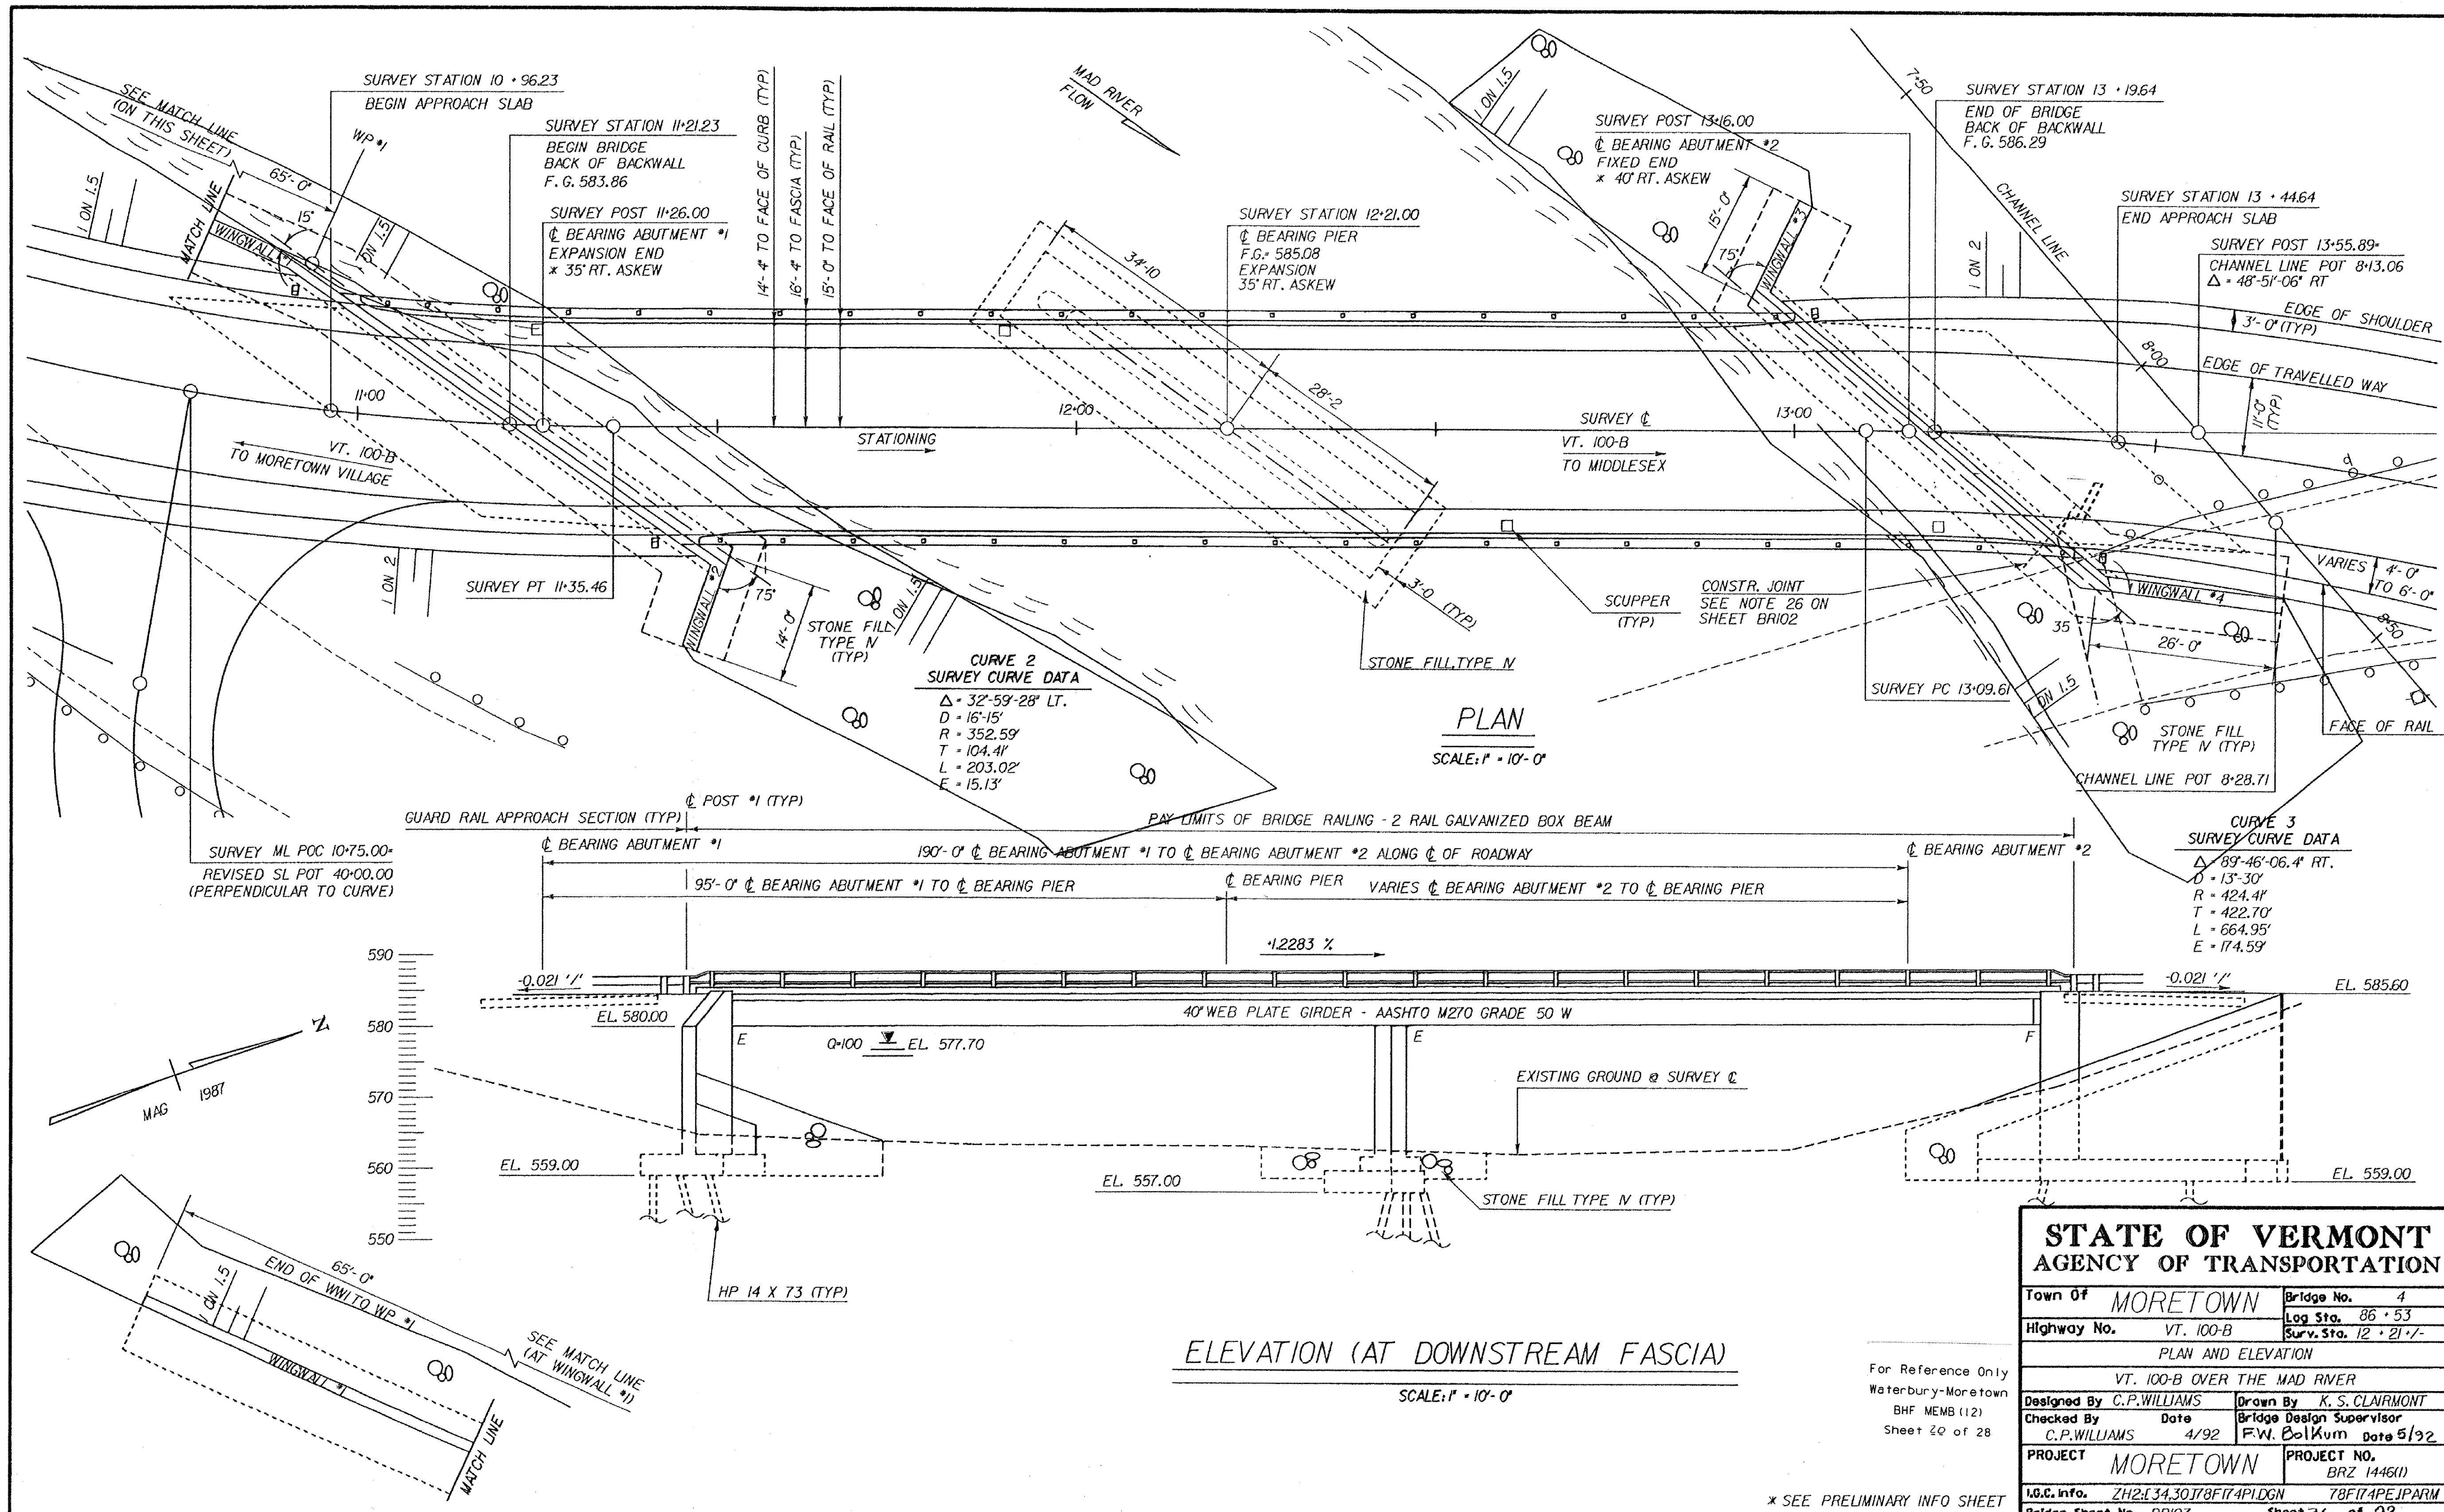 SEE MATCH LINE
(ON THIS SHEET)
WP #1
65'-0"
15°
MATCH LINE
WINGWALL #1
1 ON 1.5
1 ON 1.5
SURVEY STATION 10 + 96.23
BEGIN APPROACH SLAB
SURVEY STATION 11+21.23
BEGIN BRIDGE
BACK OF BACKWALL
F. G. 583.86
SURVEY POST 11+26.00
℄ BEARING ABUTMENT #1
EXPANSION END
* 35° RT. ASKEW
14'- 4" TO FACE OF CURB (TYP)
16'- 4" TO FASCIA (TYP)
15'- 0" TO FACE OF RAIL (TYP)
MAD RIVER
FLOW
SURVEY STATION 12+21.00
℄ BEARING PIER
F.G.= 585.08
EXPANSION
35° RT. ASKEW
34'-10
28'-2
1 ON 1.5
SURVEY POST 13+16.00
℄ BEARING ABUTMENT #2
FIXED END
* 40° RT. ASKEW
15'-0"
75°
WINGWALL #3
7+50
CHANNEL LINE
SURVEY STATION 13 + 19.64
END OF BRIDGE
BACK OF BACKWALL
F. G. 586.29
SURVEY STATION 13 + 44.64
END APPROACH SLAB
SURVEY POST 13+55.89=
CHANNEL LINE POT 8+13.06
Δ = 48°-51'-06" RT
1 ON 2
EDGE OF SHOULDER
3'-0" (TYP)
8+00
EDGE OF TRAVELLED WAY
11'-0"
(TYP)
E
11+00
12+00
13+00
STATIONING
SURVEY ℄
VT. 100-B
TO MIDDLESEX
VT. 100-B
TO MORETOWN VILLAGE
1 ON 2
SURVEY PT 11+35.46
WINGWALL #2
75°
14'-0"
STONE FILL
TYPE IV
(TYP)
1 ON 1.5
3'-0 (TYP)
STONE FILL, TYPE IV
SCUPPER
(TYP)
CONSTR. JOINT
SEE NOTE 26 ON
SHEET BR102
SURVEY PC 13+09.61
WINGWALL #4
35
26'-0"
VARIES 4'-0"
TO 6'-0"
8+50
1 ON 1.5
STONE FILL
TYPE IV (TYP)
FACE OF RAIL
CHANNEL LINE POT 8+28.71
CURVE 2
SURVEY CURVE DATA
Δ = 32°-59'-28" LT.
D = 16°-15'
R = 352.59'
T = 104.41'
L = 203.02'
E = 15.13'
PLAN
SCALE: 1" = 10'- 0"
SURVEY ML POC 10+75.00=
REVISED SL POT 40+00.00
(PERPENDICULAR TO CURVE)
CURVE 3
SURVEY CURVE DATA
Δ = 89°-46'-06.4" RT.
D = 13°-30'
R = 424.41'
T = 422.70'
L = 664.95'
E = 174.59'
℄ POST #1 (TYP)
GUARD RAIL APPROACH SECTION (TYP)
PAY LIMITS OF BRIDGE RAILING - 2 RAIL GALVANIZED BOX BEAM
℄ BEARING ABUTMENT #1
190'- 0" ℄ BEARING ABUTMENT #1 TO ℄ BEARING ABUTMENT #2 ALONG ℄ OF ROADWAY
℄ BEARING ABUTMENT #2
95'- 0" ℄ BEARING ABUTMENT #1 TO ℄ BEARING PIER
℄ BEARING PIER
VARIES ℄ BEARING ABUTMENT #2 TO ℄ BEARING PIER
+1.2283 %
-0.021 '/'
-0.021 '/'
EL. 585.60
590
580
570
560
550
EL. 580.00
40" WEB PLATE GIRDER - AASHTO M270 GRADE 50 W
E
E
F
Q=100 EL. 577.70
EXISTING GROUND @ SURVEY ℄
EL. 559.00
EL. 557.00
EL. 559.00
STONE FILL TYPE IV (TYP)
HP 14 X 73 (TYP)
N
MAG 1987
65'-0"
END OF WW1 TO WP #1
1 ON 1.5
WINGWALL #1
SEE MATCH LINE
(AT WINGWALL #1)
MATCH LINE
ELEVATION (AT DOWNSTREAM FASCIA)
SCALE: 1" = 10'- 0"
For Reference Only
Waterbury-Moretown
BHF MEMB(12)
Sheet 20 of 28
* SEE PRELIMINARY INFO SHEET
STATE OF VERMONT
AGENCY OF TRANSPORTATION
Town Of MORETOWN
Bridge No. 4
Log Sta. 86 + 53
Highway No. VT. 100-B
Surv. Sta. 12 + 21 +/-
PLAN AND ELEVATION
VT. 100-B OVER THE MAD RIVER
Designed By C.P. WILLIAMS
Drawn By K. S. CLAIRMONT
Checked By Date
C.P. WILLIAMS 4/92
Bridge Design Supervisor
F.W. Bolkum Date 5/92
PROJECT MORETOWN
PROJECT NO.
BRZ 1446(1)
I.G.C. Info.